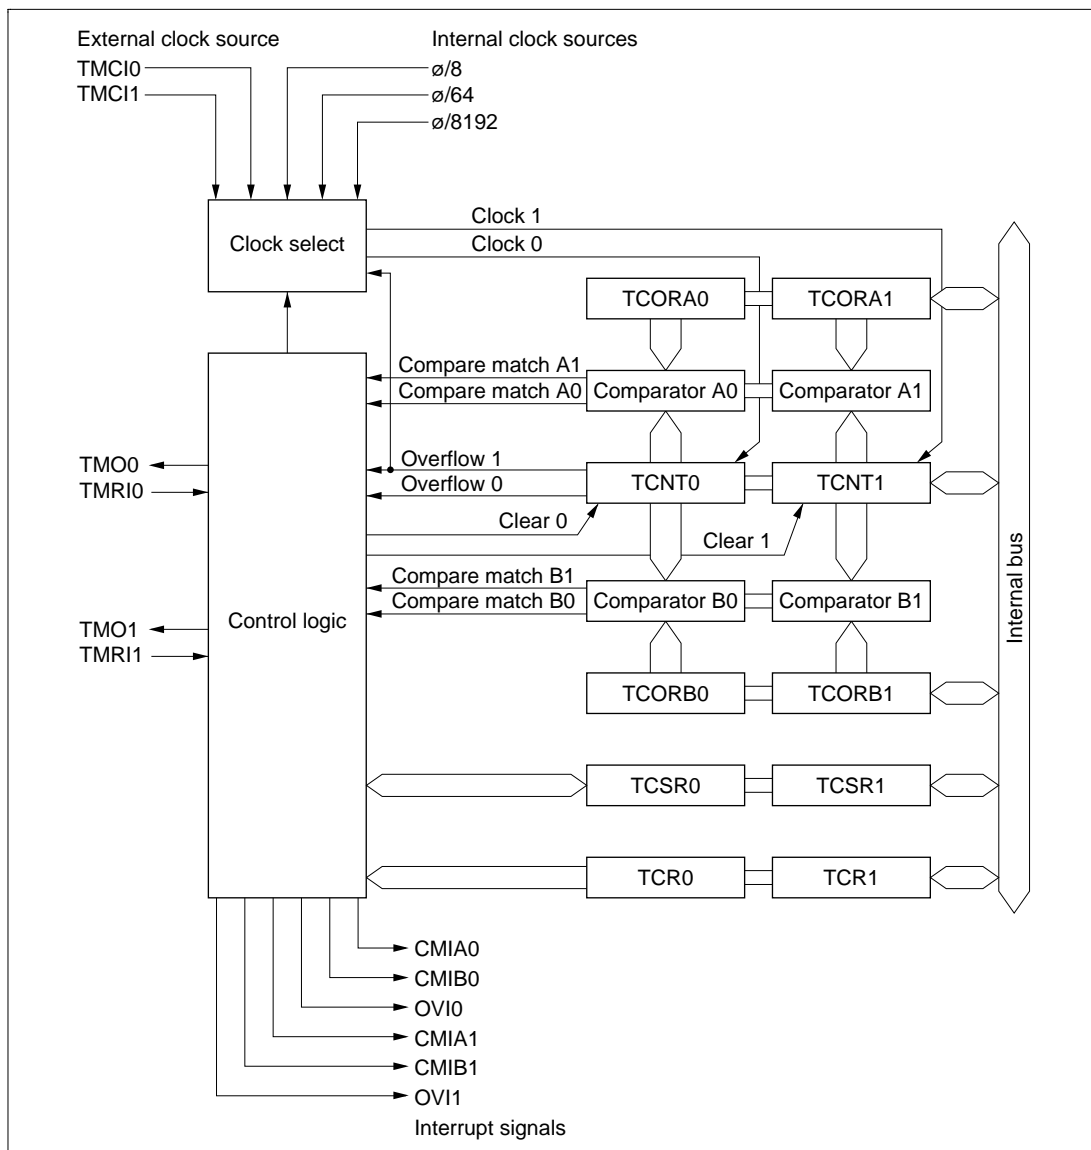 External clock source
Internal clock sources
TMCI0
ø/8
TMCI1
ø/64
ø/8192
Clock select
Clock 1
Clock 0
TCORA0
TCORA1
Compare match A1
Compare match A0
Comparator A0
Comparator A1
TMO0
TMRI0
Overflow 1
Overflow 0
TCNT0
TCNT1
Clear 0
Clear 1
Internal bus
Compare match B1
Compare match B0
Comparator B0
Comparator B1
Control logic
TMO1
TMRI1
TCORB0
TCORB1
TCSR0
TCSR1
TCR0
TCR1
CMIA0
CMIB0
OVI0
CMIA1
CMIB1
OVI1
Interrupt signals